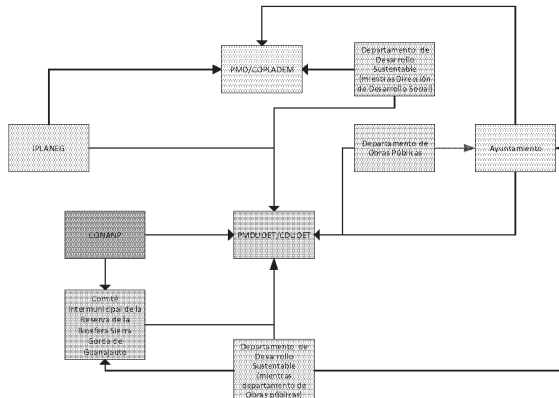 PMD/COPLADEM
Departamento de
Desarrollo
Sustentable
(mientras Dirección
de Desarrollo Social)
IPLANEG
Departamento de
Obras Públicas
Ayuntamiento
CONANP
PMDUOET/CDUOET
Comité
Intermunicipal de la
Reserva de la
Biosfera Sierra
Gorda de
Guanajauto
Departamento de
Desarrollo
Sustentable
(mientras
departamento de
Obras públicas)